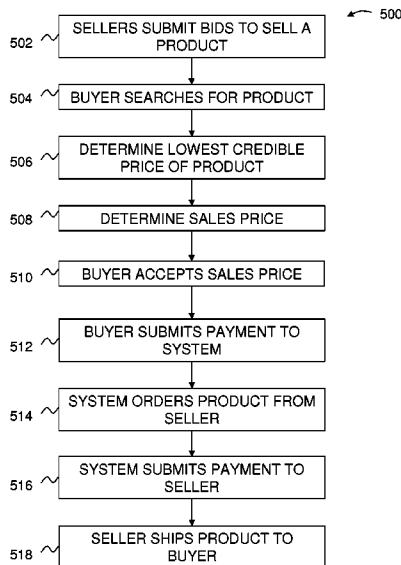 500
502
SELLERS SUBMIT BIDS TO SELL A
PRODUCT
504
BUYER SEARCHES FOR PRODUCT
506
DETERMINE LOWEST CREDIBLE
PRICE OF PRODUCT
508
DETERMINE SALES PRICE
510
BUYER ACCEPTS SALES PRICE
512
BUYER SUBMITS PAYMENT TO
SYSTEM
514
SYSTEM ORDERS PRODUCT FROM
SELLER
516
SYSTEM SUBMITS PAYMENT TO
SELLER
518
SELLER SHIPS PRODUCT TO
BUYER